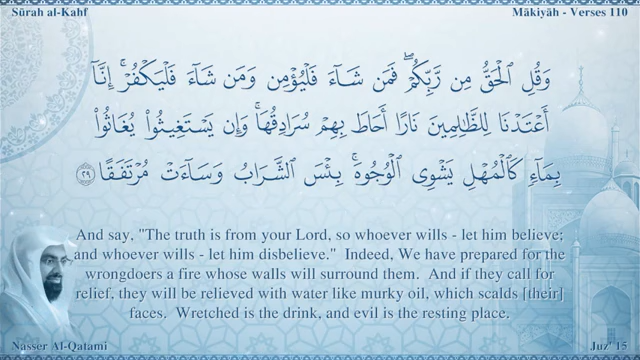 Sūrah al-Kahf
Mākiyāh - Verses 110
وَقُلِ ٱلْحَقُّ مِن رَّبِّكُمْ ۖ فَمَن شَآءَ فَلْيُؤْمِن وَمَن شَآءَ فَلْيَكْفُرْ ۚ إِنَّآ
أَعْتَدْنَا لِلظَّـٰلِمِينَ نَارًا أَحَاطَ بِهِمْ سُرَادِقُهَا ۚ وَإِن يَسْتَغِيثُوا۟ يُغَاثُوا۟
بِمَآءٍ كَٱلْمُهْلِ يَشْوِى ٱلْوُجُوهَ ۚ بِئْسَ ٱلشَّرَابُ وَسَآءَتْ مُرْتَفَقًا ٢٩
And say, "The truth is from your Lord, so whoever wills - let him believe;
and whoever wills - let him disbelieve." Indeed, We have prepared for the
wrongdoers a fire whose walls will surround them. And if they call for
relief, they will be relieved with water like murky oil, which scalds [their]
faces. Wretched is the drink, and evil is the resting place.
Nasser Al-Qatami
Juz' 15